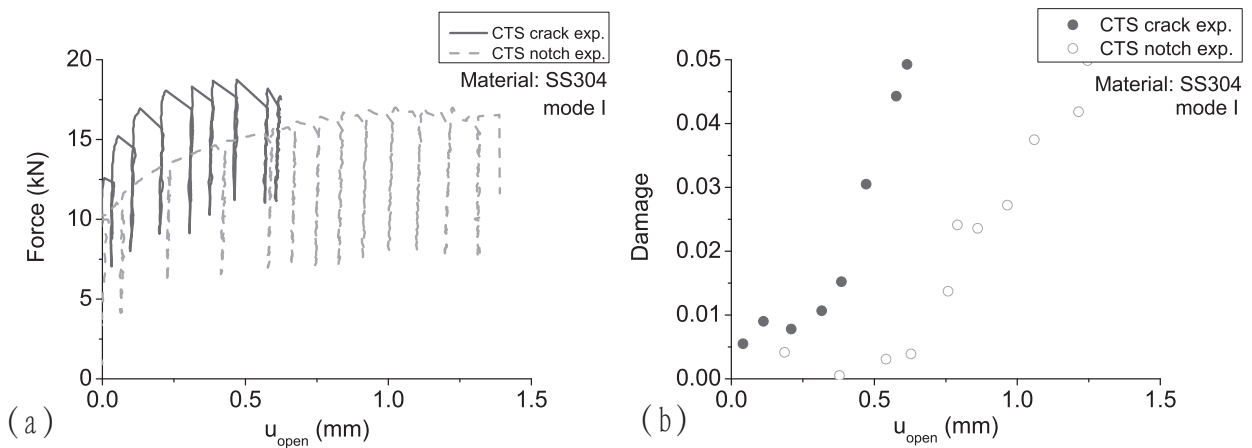 CTS crack exp.
CTS notch exp.
Material: SS304
mode I
Force (kN)
20
15
10
5
0
0.0
0.5
1.0
1.5
u_open (mm)
(a)
CTS crack exp.
CTS notch exp.
Material: SS304
mode I
Damage
0.05
0.04
0.03
0.02
0.01
0.00
0.0
0.5
1.0
1.5
u_open (mm)
(b)